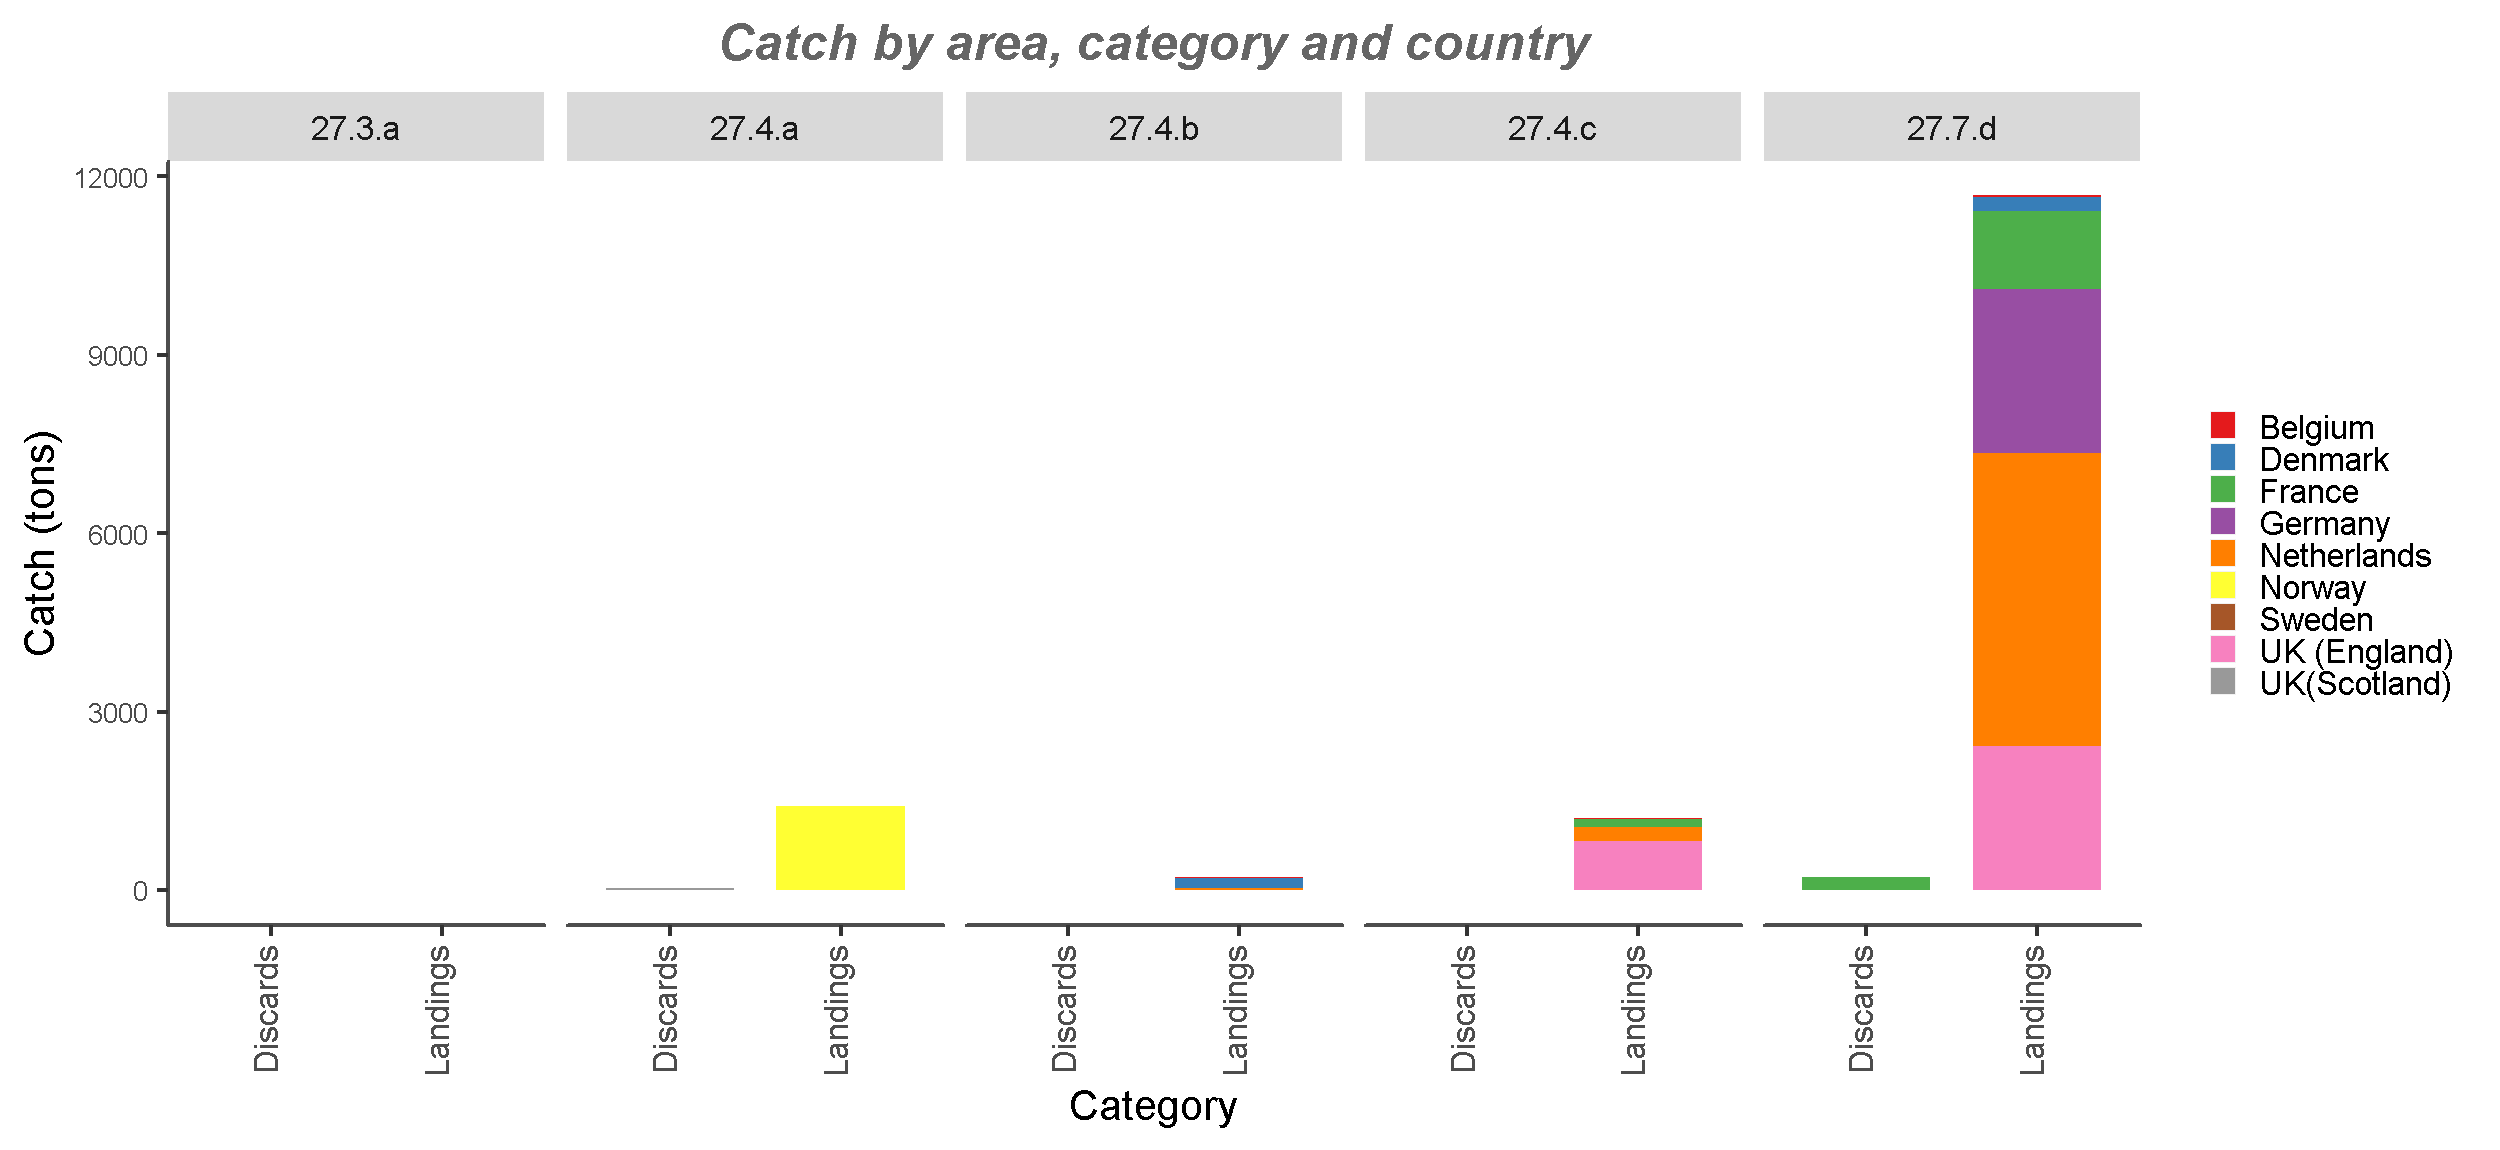 Catch by area, category and country
27.3.a
27.4.a
27.4.b
27.4.c
27.7.d
12000
9000
6000
3000
0
Catch (tons)
Discards
Landings
Discards
Landings
Discards
Landings
Discards
Landings
Discards
Landings
Category
Belgium
Denmark
France
Germany
Netherlands
Norway
Sweden
UK (England)
UK(Scotland)